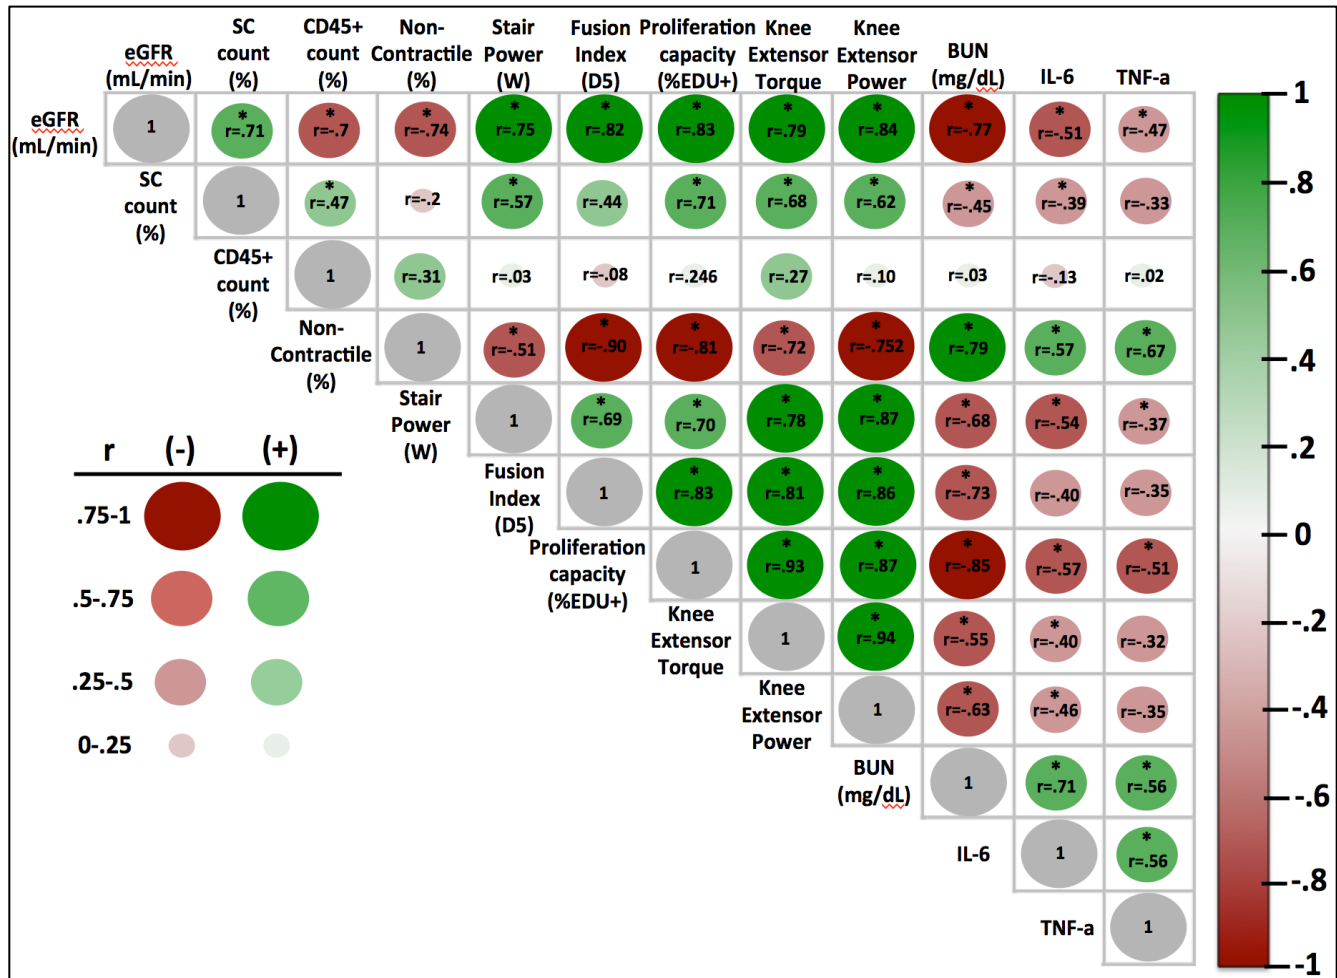 eGFR (mL/min)
SC count (%)
CD45+ count (%)
Non-Contractile (%)
Stair Power (W)
Fusion Index (D5)
Proliferation capacity (%EDU+)
Knee Extensor Torque
Knee Extensor Power
BUN (mg/dL)
IL-6
TNF-a
eGFR (mL/min)
1
* r=.71
* r=-.7
* r=-.74
* r=.75
* r=.82
* r=.83
* r=.79
* r=.84
* r=-.77
* r=-.51
* r=-.47
SC count (%)
1
* r=.47
r=-.2
* r=.57
r=.44
* r=.71
* r=.68
* r=.62
* r=-.45
* r=-.39
r=-.33
CD45+ count (%)
1
r=.31
r=.03
r=-.08
r=.246
r=.27
r=.10
r=.03
r=-.13
r=.02
Non-Contractile (%)
1
* r=-.51
* r=-.90
* r=-.81
* r=-.72
* r=-.752
* r=.79
* r=.57
* r=.67
Stair Power (W)
1
* r=.69
* r=.70
* r=.78
* r=.87
* r=-.68
* r=-.54
* r=-.37
Fusion Index (D5)
1
* r=.83
* r=.81
* r=.86
* r=-.73
r=-.40
r=-.35
Proliferation capacity (%EDU+)
1
* r=.93
* r=.87
* r=-.85
* r=-.57
* r=-.51
Knee Extensor Torque
1
* r=.94
* r=-.55
* r=-.40
r=-.32
Knee Extensor Power
1
* r=-.63
* r=-.46
r=-.35
BUN (mg/dL)
1
* r=.71
* r=.56
IL-6
1
* r=.56
TNF-a
1
r (-) (+)
.75-1
.5-.75
.25-.5
0-.25
1
.8
.6
.4
.2
0
-.2
-.4
-.6
-.8
-1